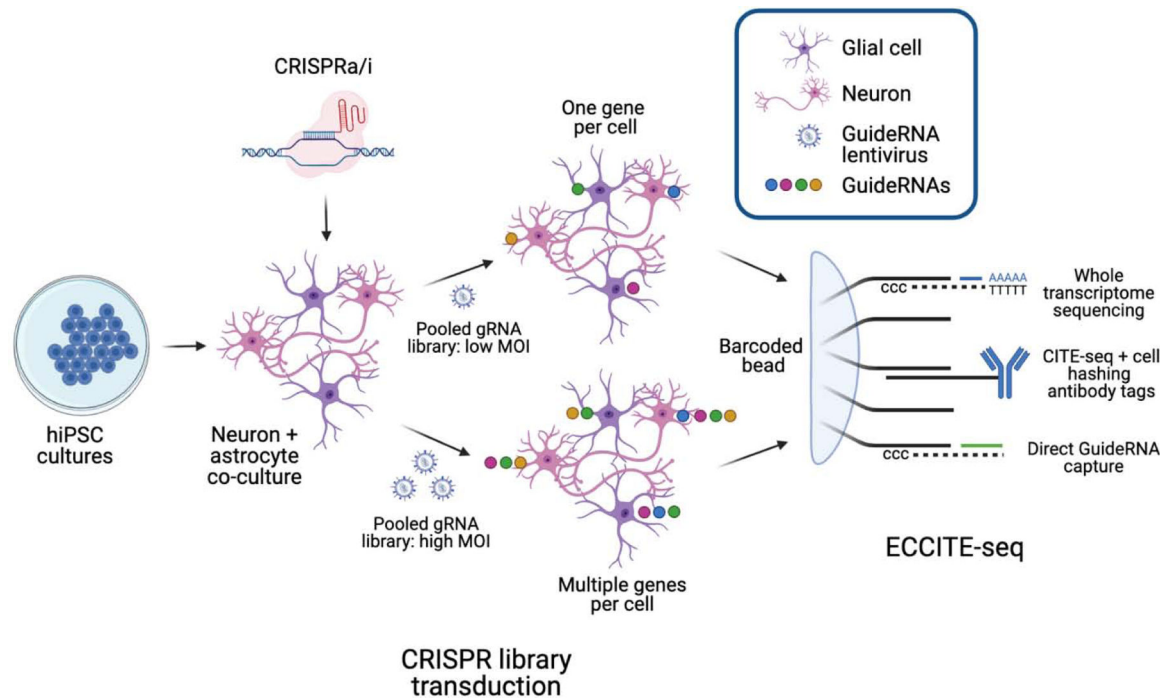 CRISPRa/i
One gene
per cell
Glial cell
Neuron
GuideRNA
lentivirus
GuideRNAs
hiPSC
cultures
Neuron +
astrocyte
co-culture
Pooled gRNA
library: low MOI
Pooled gRNA
library: high MOI
Multiple genes
per cell
Barcoded
bead
CCC
AAAAA
TTTTT
Whole
transcriptome
sequencing
CITE-seq + cell
hashing
antibody tags
CCC
Direct GuideRNA
capture
ECCITE-seq
CRISPR library
transduction